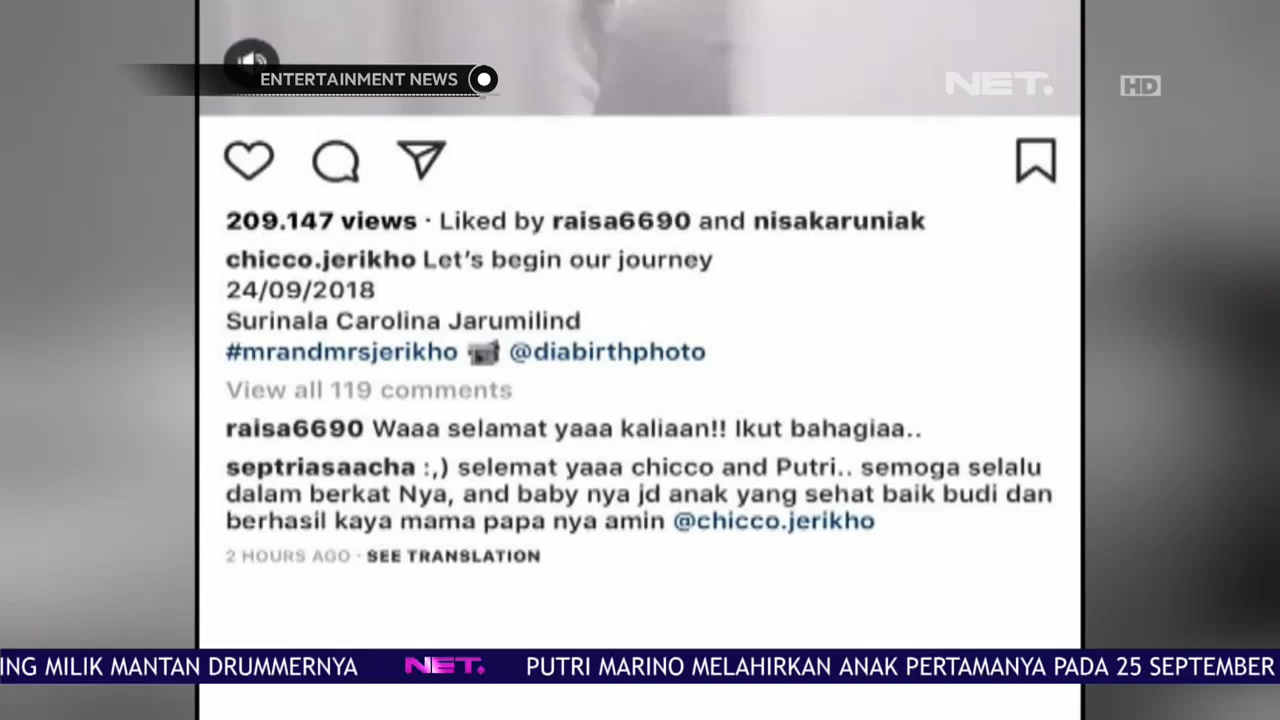 ENTERTAINMENT NEWS
NET.
HD
209.147 views · Liked by raisa6690 and nisakaruniak
chicco.jerikho Let's begin our journey
24/09/2018
Surinala Carolina Jarumilind
#mrandmrsjerikho 📹 @diabirthphoto
View all 119 comments
raisa6690 Waaa selamat yaaa kaliaan!! Ikut bahagiaa..
septriasaacha :,) selemat yaaa chicco and Putri.. semoga selalu
dalam berkat Nya, and baby nya jd anak yang sehat baik budi dan
berhasil kaya mama papa nya amin @chicco.jerikho
2 HOURS AGO · SEE TRANSLATION
ING MILIK MANTAN DRUMMERNYA NET. PUTRI MARINO MELAHIRKAN ANAK PERTAMANYA PADA 25 SEPTEMBER